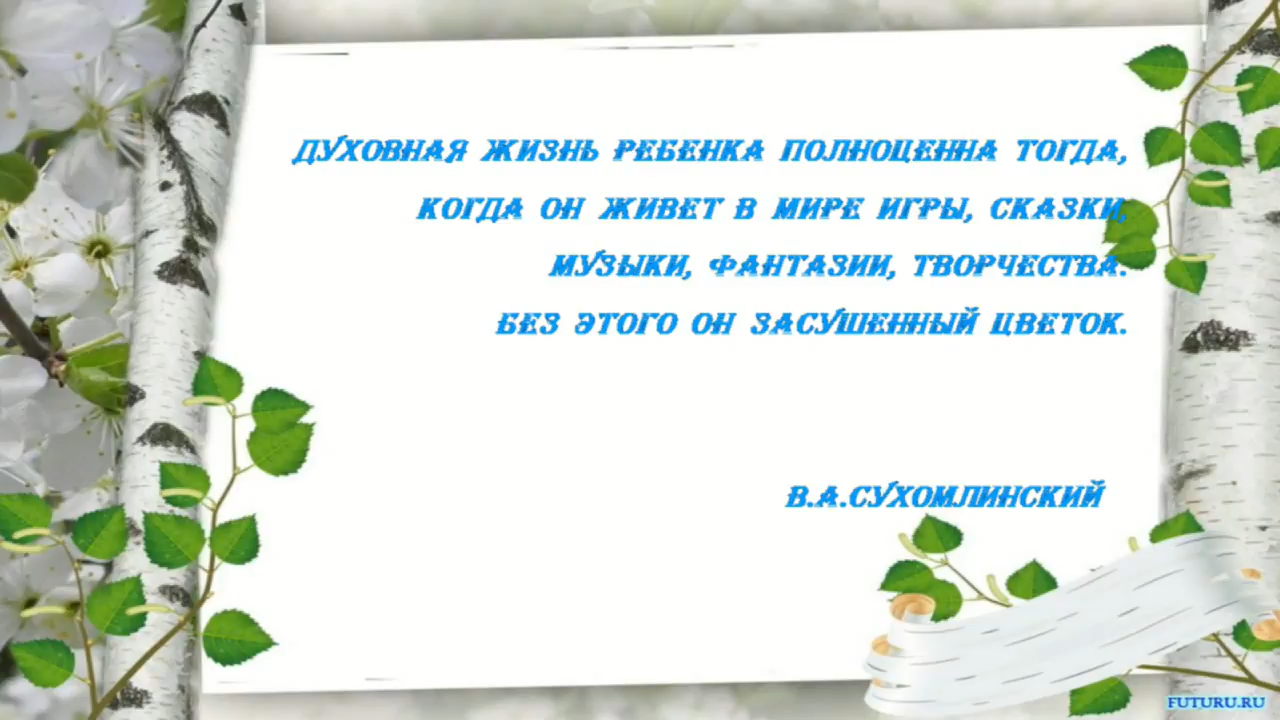 ДУХОВНАЯ ЖИЗНЬ РЕБЕНКА ПОЛНОЦЕННА ТОГДА,
КОГДА ОН ЖИВЕТ В МИРЕ ИГРЫ, СКАЗКИ,
МУЗЫКИ, ФАНТАЗИИ, ТВОРЧЕСТВА.
БЕЗ ЭТОГО ОН ЗАСУШЕННЫЙ ЦВЕТОК.
В.А.СУХОМЛИНСКИЙ
FUTURU.RU